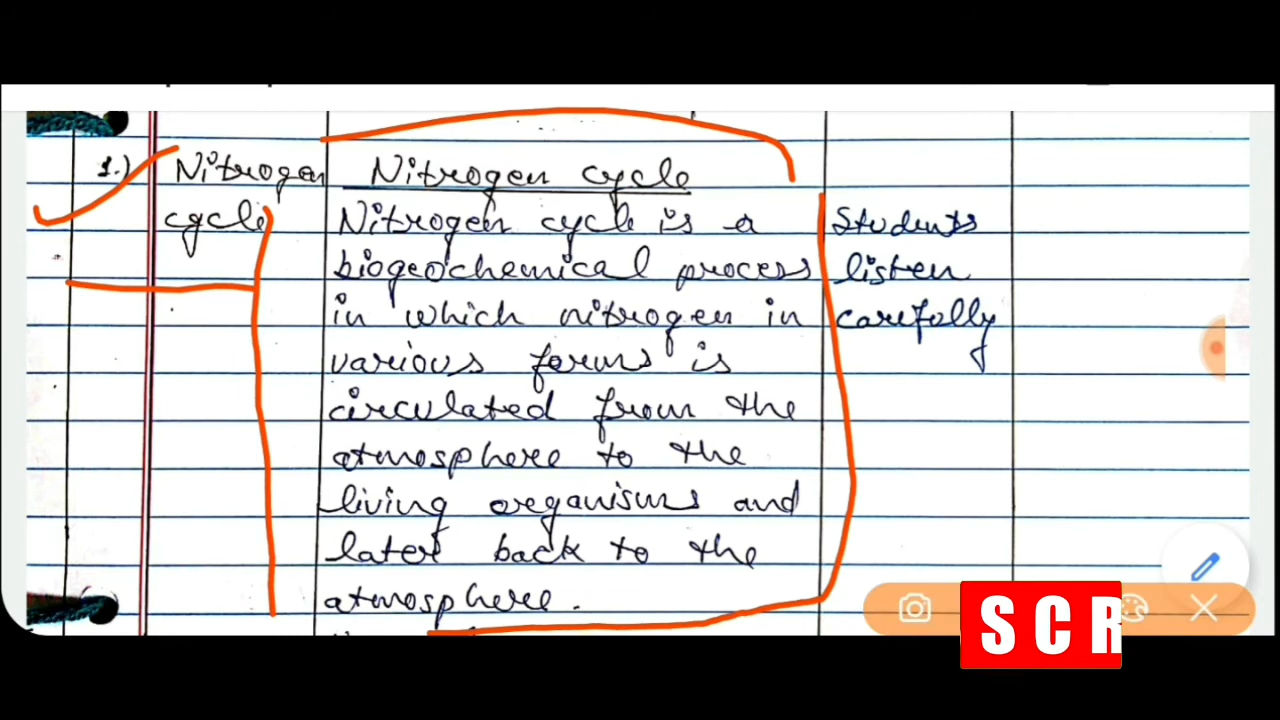 1.) Nitrogen
cycle
Nitrogen cycle
Nitrogen cycle is a
biogeochemical process
in which nitrogen in
various forms is
circulated from the
atmosphere to the
living organisms and
later back to the
atmosphere.
Students
listen
carefully
SCR